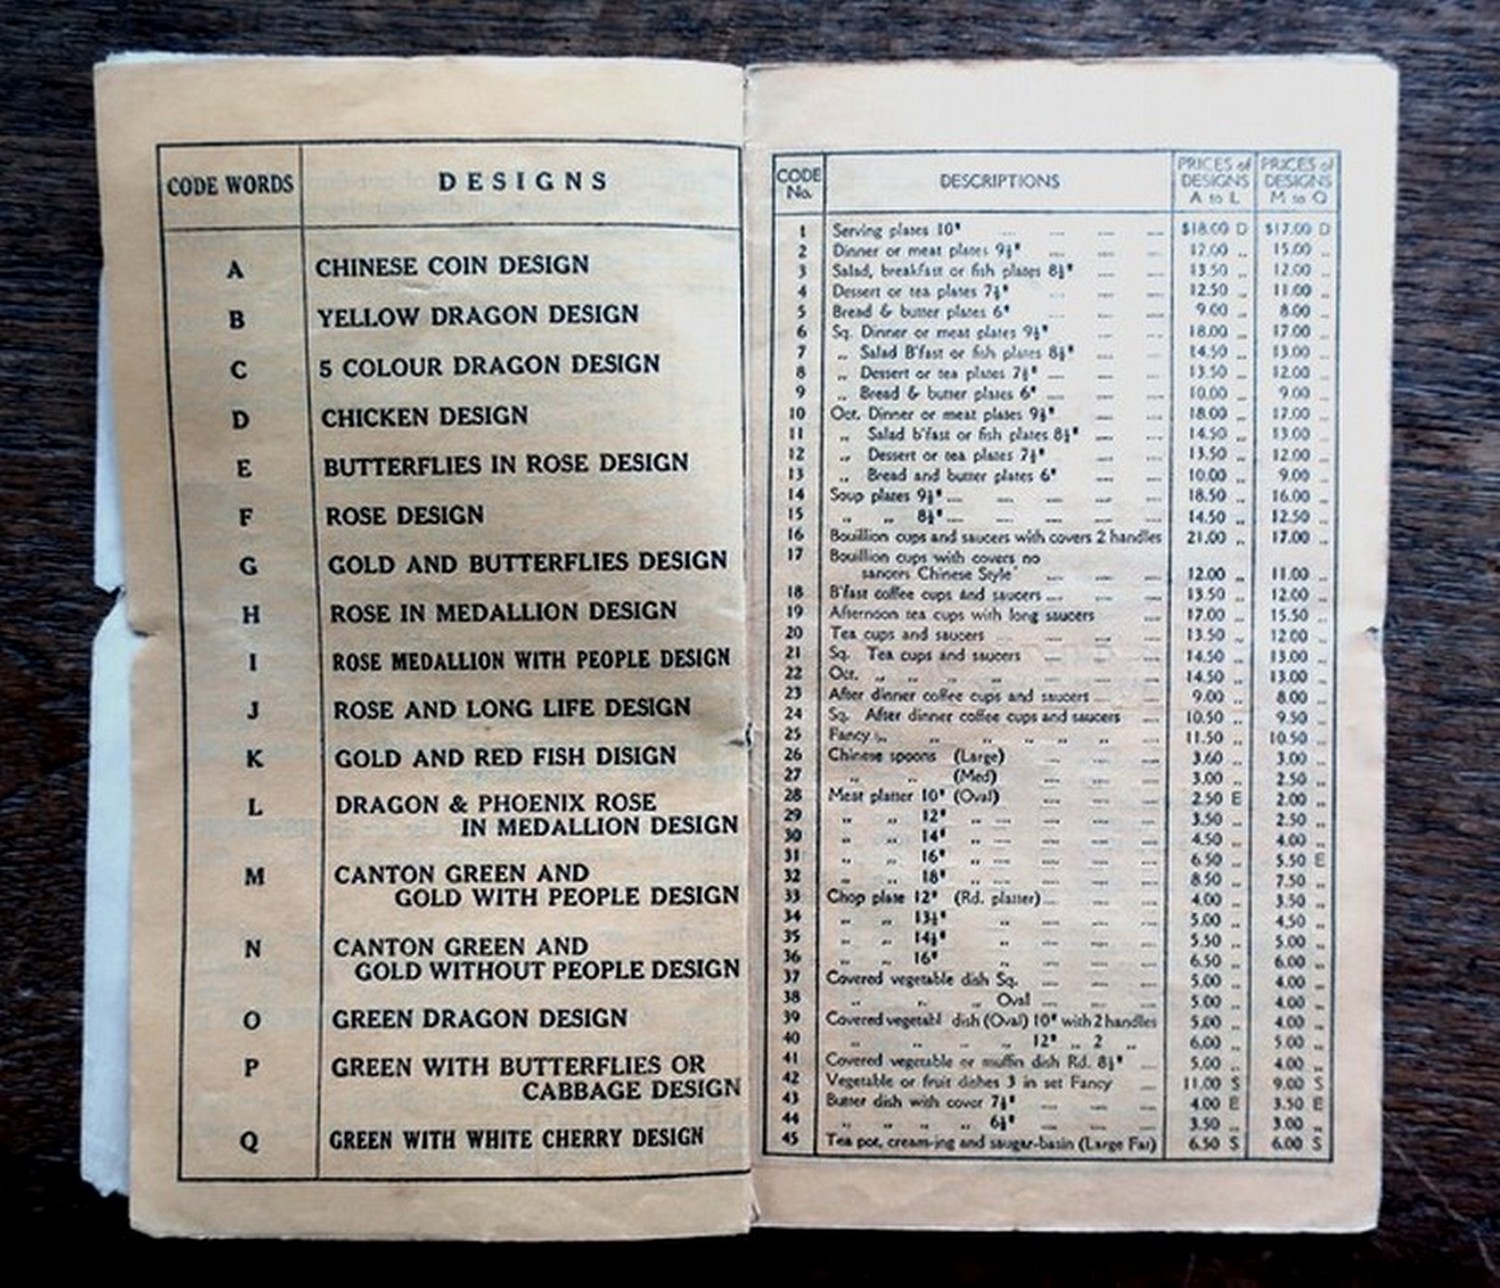 CODE WORDS DESIGNS
A CHINESE COIN DESIGN
B YELLOW DRAGON DESIGN
C 5 COLOUR DRAGON DESIGN
D CHICKEN DESIGN
E BUTTERFLIES IN ROSE DESIGN
F ROSE DESIGN
G GOLD AND BUTTERFLIES DESIGN
H ROSE IN MEDALLION DESIGN
I ROSE MEDALLION WITH PEOPLE DESIGN
J ROSE AND LONG LIFE DESIGN
K GOLD AND RED FISH DISIGN
L DRAGON & PHOENIX ROSE
IN MEDALLION DESIGN
M CANTON GREEN AND
GOLD WITH PEOPLE DESIGN
N CANTON GREEN AND
GOLD WITHOUT PEOPLE DESIGN
O GREEN DRAGON DESIGN
P GREEN WITH BUTTERFLIES OR
CABBAGE DESIGN
Q GREEN WITH WHITE CHERRY DESIGN
CODE No. DESCRIPTIONS PRICES of DESIGNS A to L PRICES of DESIGNS M to Q
1 Serving plates 10" $18.00 D $17.00 D
2 Dinner or meat plates 9½" 17.00 „ 15.00 „
3 Salad, breakfast or fish plates 8½" 13.50 „ 12.00 „
4 Dessert or tea plates 7½" 12.50 „ 11.00 „
5 Bread & butter plates 6" 9.00 „ 8.00 „
6 Sq. Dinner or meat plates 9½" 18.00 „ 17.00 „
7 „ Salad B'fast or fish plates 8½" 14.50 „ 13.00 „
8 „ Dessert or tea plates 7½" 13.50 „ 12.00 „
9 „ Bread & butter plates 6" 10.00 „ 9.00 „
10 Oct. Dinner or meat plates 9½" 18.00 „ 17.00 „
11 „ Salad b'fast or fish plates 8½" 14.50 „ 13.00 „
12 „ Dessert or tea plates 7½" 13.50 „ 12.00 „
13 „ Bread and butter plates 6" 10.00 „ 9.00 „
14 Soup plates 9½" 18.50 „ 16.00 „
15 „ „ 8½" 14.50 „ 12.50 „
16 Bouillion cups and saucers with covers 2 handles 21.00 „ 17.00 „
17 Bouillion cups with covers no
sancers Chinese Style 12.00 „ 11.00 „
18 B'fast coffee cups and saucers 13.50 „ 12.00 „
19 Afternoon tea cups with long saucers 17.00 „ 15.50 „
20 Tea cups and saucers 13.50 „ 12.00 „
21 Sq. Tea cups and saucers 14.50 „ 13.00 „
22 Oct. „ „ „ „ 14.50 „ 13.00 „
23 After dinner coffee cups and saucers 9.00 „ 8.00 „
24 Sq. After dinner coffee cups and saucers 10.50 „ 9.50 „
25 Fancy „ „ „ „ „ „ 11.50 „ 10.50 „
26 Chinese spoons (Large) 3.60 „ 3.00 „
27 „ „ (Med) 3.00 „ 2.50 „
28 Meat platter 10" (Oval) 2.50 E 2.00 „
29 „ „ 12" „ 3.50 „ 2.50 „
30 „ „ 14" „ 4.50 „ 4.00 „
31 „ „ 16" „ 6.50 „ 5.50 E
32 „ „ 18" „ 8.50 „ 7.50 „
33 Chop plate 12" (Rd. platter) 4.00 „ 3.50 „
34 „ „ 13½" „ 5.00 „ 4.50 „
35 „ „ 14½" „ 5.50 „ 5.00 „
36 „ „ 16" „ 6.50 „ 6.00 „
37 Covered vegetable dish Sq. 5.00 „ 4.00 „
38 „ „ „ Oval 5.00 „ 4.00 „
39 Covered vegetabl dish (Oval) 10" with 2 handles 5.00 „ 4.00 „
40 „ „ „ „ 12" „ 2 „ 6.00 „ 5.00 „
41 Covered vegetable or muffin dish Rd. 8½" 5.00 „ 4.00 „
42 Vegetable or fruit dishes 3 in set Fancy 11.00 S 9.00 S
43 Butter dish with cover 7½" 4.00 E 3.50 E
44 „ „ „ „ 6½" 3.50 „ 3.00 „
45 Tea pot, cream-jng and saugar-basin (Large Fat) 6.50 S 6.00 S